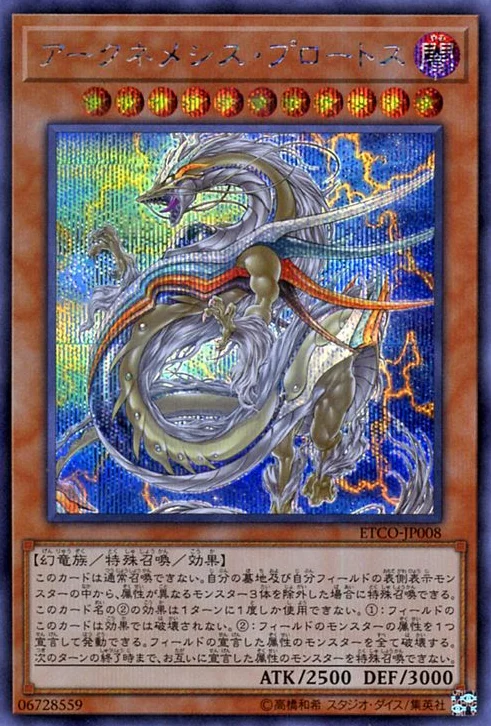 アークネメシス・プロートス
闇
ETCO-JP008
【幻竜族／特殊召喚／効果】
このカードは通常召喚できない。自分の墓地及び自分フィールドの表側表示モン
スターの中から、属性が異なるモンスター３体を除外した場合に特殊召喚できる。
このカード名の②の効果は１ターンに１度しか使用できない。①：フィールドの
このカードは効果では破壊されない。②：フィールドのモンスターの属性を１つ
宣言して発動できる。フィールドの宣言した属性のモンスターを全て破壊する。
次のターンの終了時まで、お互いに宣言した属性のモンスターを特殊召喚できない。
ATK/2500 DEF/3000
06728559 ©高橋和希 スタジオ・ダイス/集英社